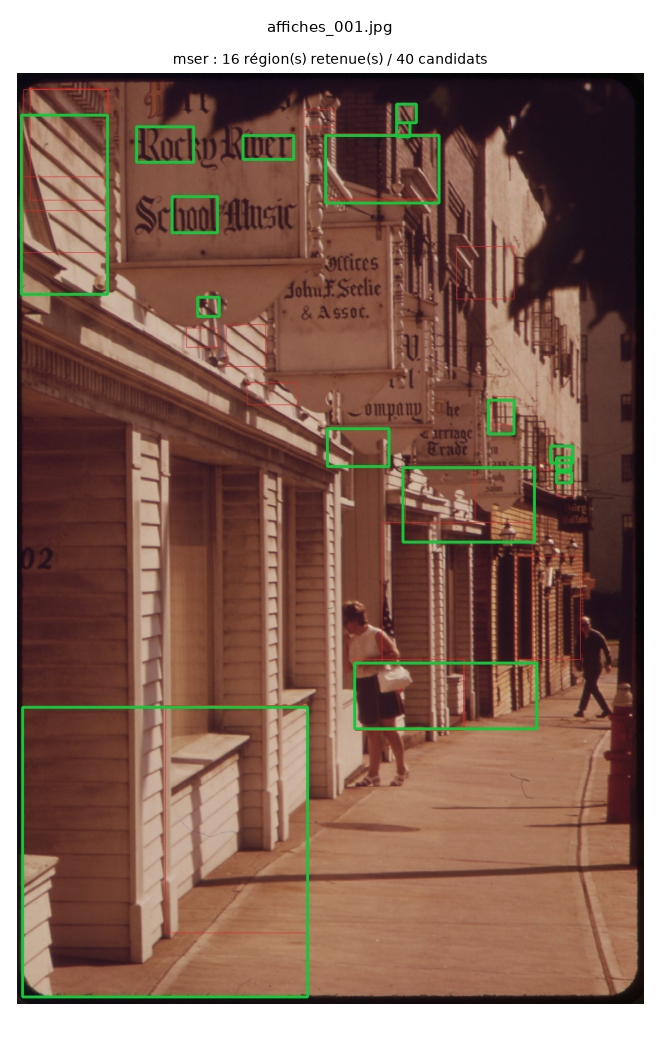 affiches_001.jpg
mser : 16 région(s) retenue(s) / 40 candidats
Rocky River
School Music
Offices
John F. Seelie
& Assoc.
Company
The
Carriage
Trade
02